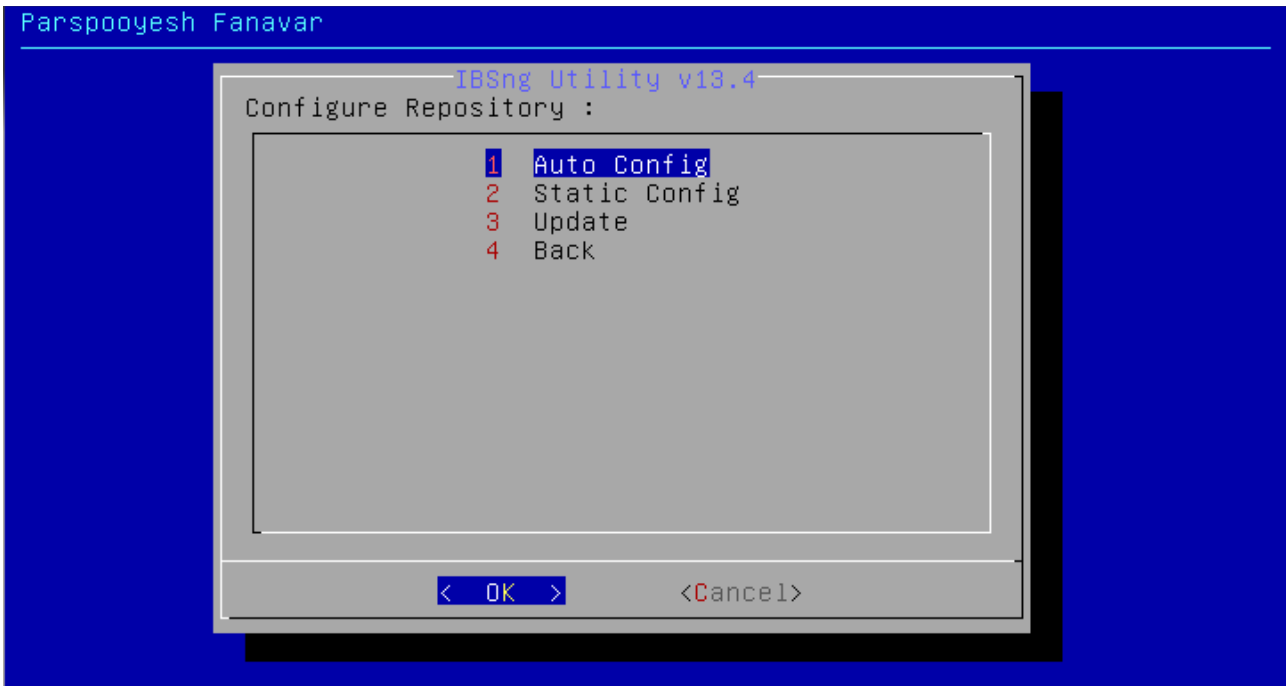 Parspooyesh Fanavar
IBSng Utility v13.4
Configure Repository :
1 Auto Config
2 Static Config
3 Update
4 Back
< OK > <Cancel>